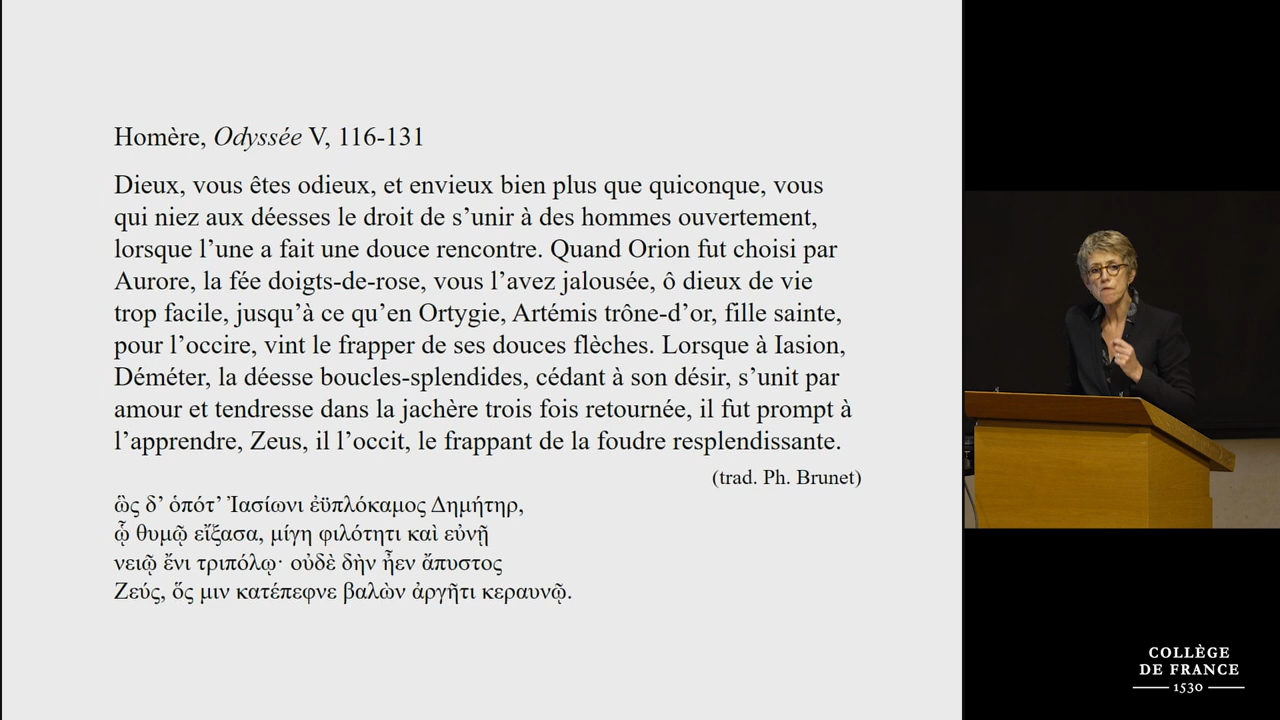 Homère, Odyssée V, 116-131
Dieux, vous êtes odieux, et envieux bien plus que quiconque, vous
qui niez aux déesses le droit de s’unir à des hommes ouvertement,
lorsque l’une a fait une douce rencontre. Quand Orion fut choisi par
Aurore, la fée doigts-de-rose, vous l’avez jalousée, ô dieux de vie
trop facile, jusqu’à ce qu’en Ortygie, Artémis trône-d’or, fille sainte,
pour l’occire, vint le frapper de ses douces flèches. Lorsque à Iasion,
Déméter, la déesse boucles-splendides, cédant à son désir, s’unit par
amour et tendresse dans la jachère trois fois retournée, il fut prompt à
l’apprendre, Zeus, il l’occit, le frappant de la foudre resplendissante.
(trad. Ph. Brunet)
ὣς δ’ ὁπότ’ Ἰασίωνι ἐϋπλόκαμος Δημήτηρ,
ᾧ θυμῷ εἴξασα, μίγη φιλότητι καὶ εὐνῇ
νειῷ ἔνι τριπόλῳ· οὐδὲ δὴν ἦεν ἄπυστος
Ζεύς, ὅς μιν κατέπεφνε βαλὼν ἀργῆτι κεραυνῷ.
COLLÈGE
DE FRANCE
1530